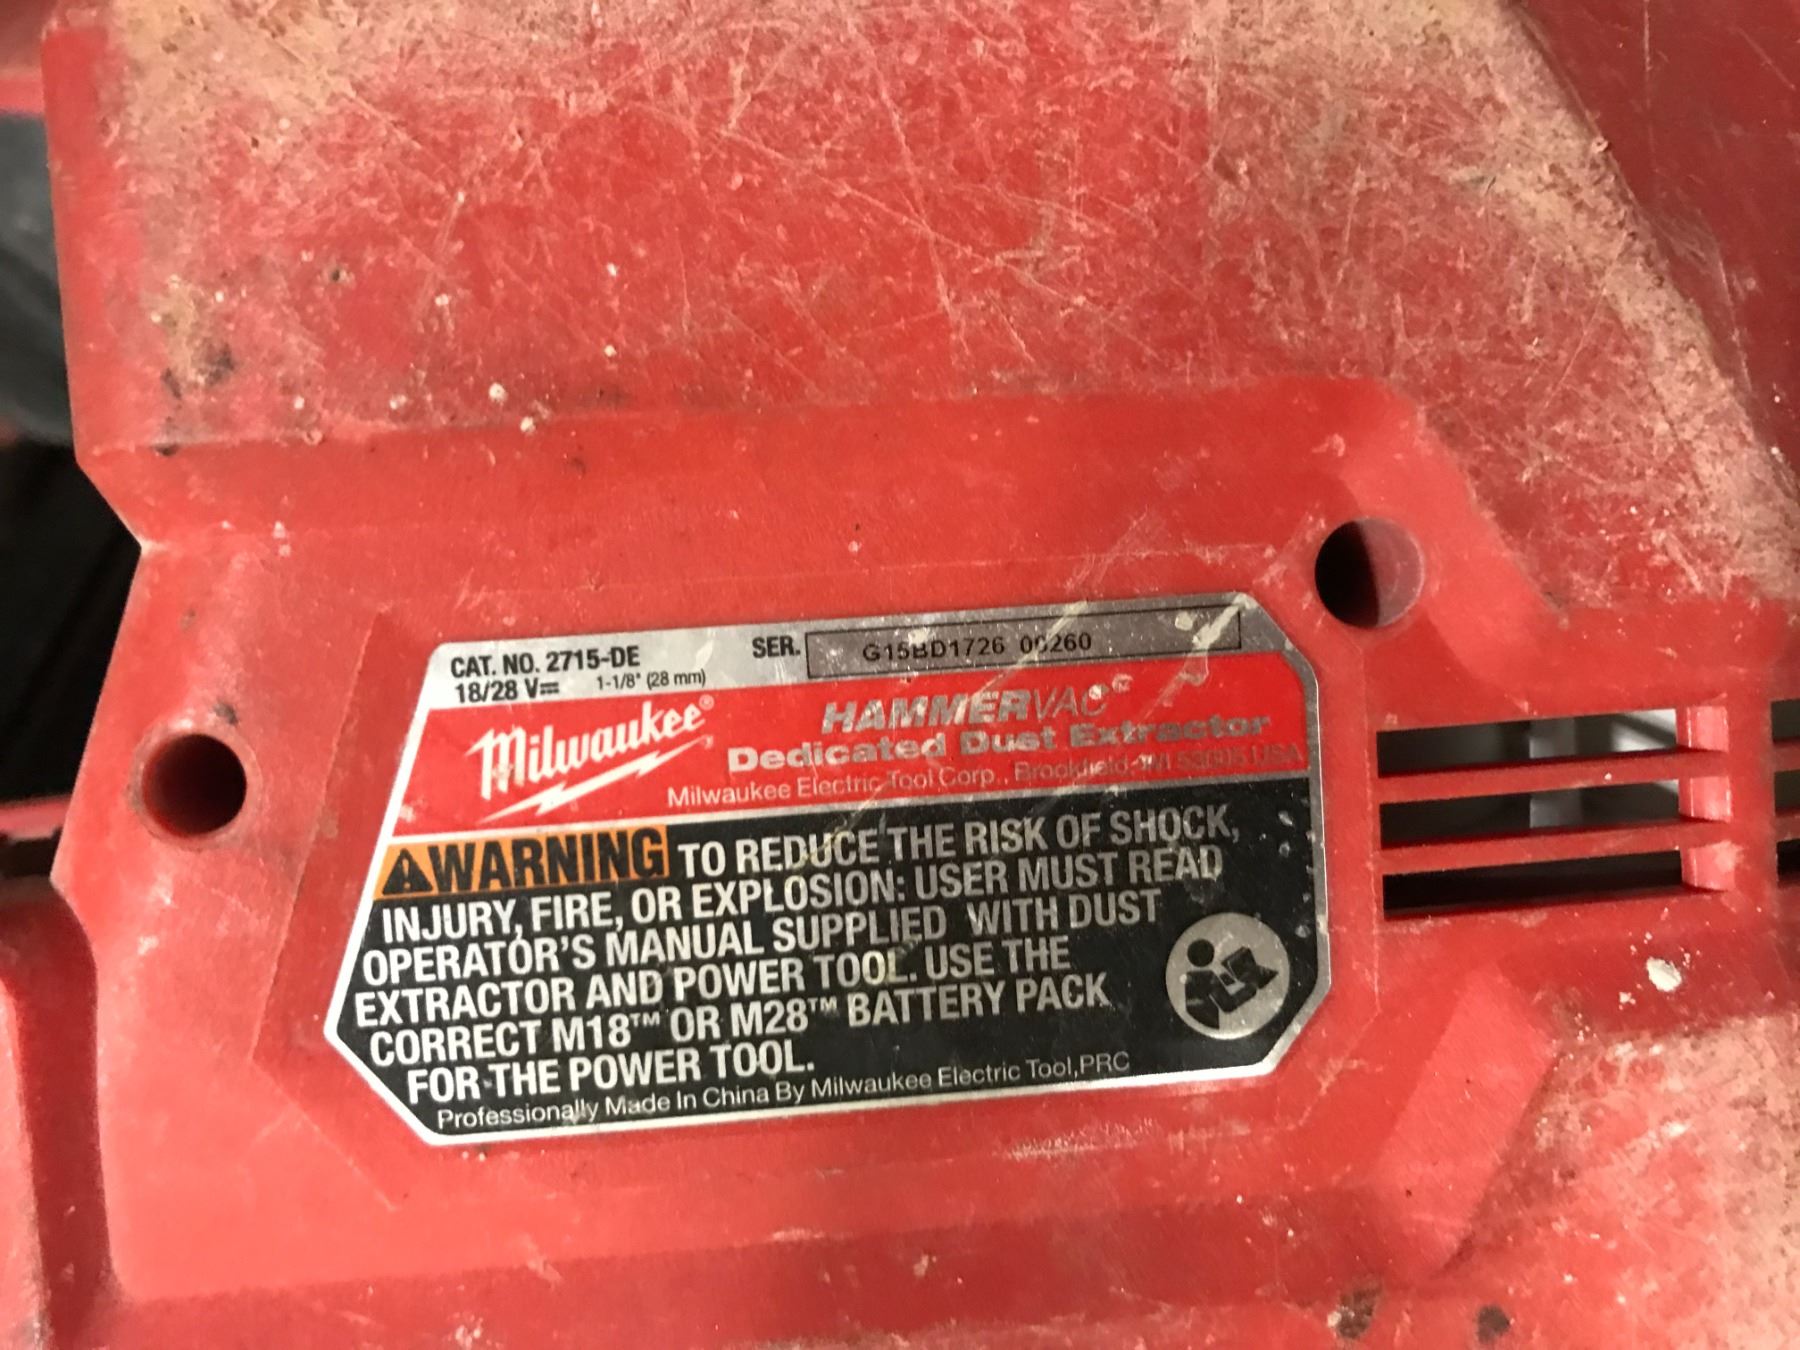 CAT. NO. 2715-DE SER. G15BD1726 00260
18/28 V 1-1/8" (28 mm)
Milwaukee®
HAMMERVAC™
Dedicated Dust Extractor
Milwaukee Electric Tool Corp., Brookfield, WI 53005 USA
WARNING TO REDUCE THE RISK OF SHOCK,
INJURY, FIRE, OR EXPLOSION: USER MUST READ
OPERATOR'S MANUAL SUPPLIED WITH DUST
EXTRACTOR AND POWER TOOL. USE THE
CORRECT M18™ OR M28™ BATTERY PACK
FOR THE POWER TOOL.
Professionally Made In China By Milwaukee Electric Tool,PRC